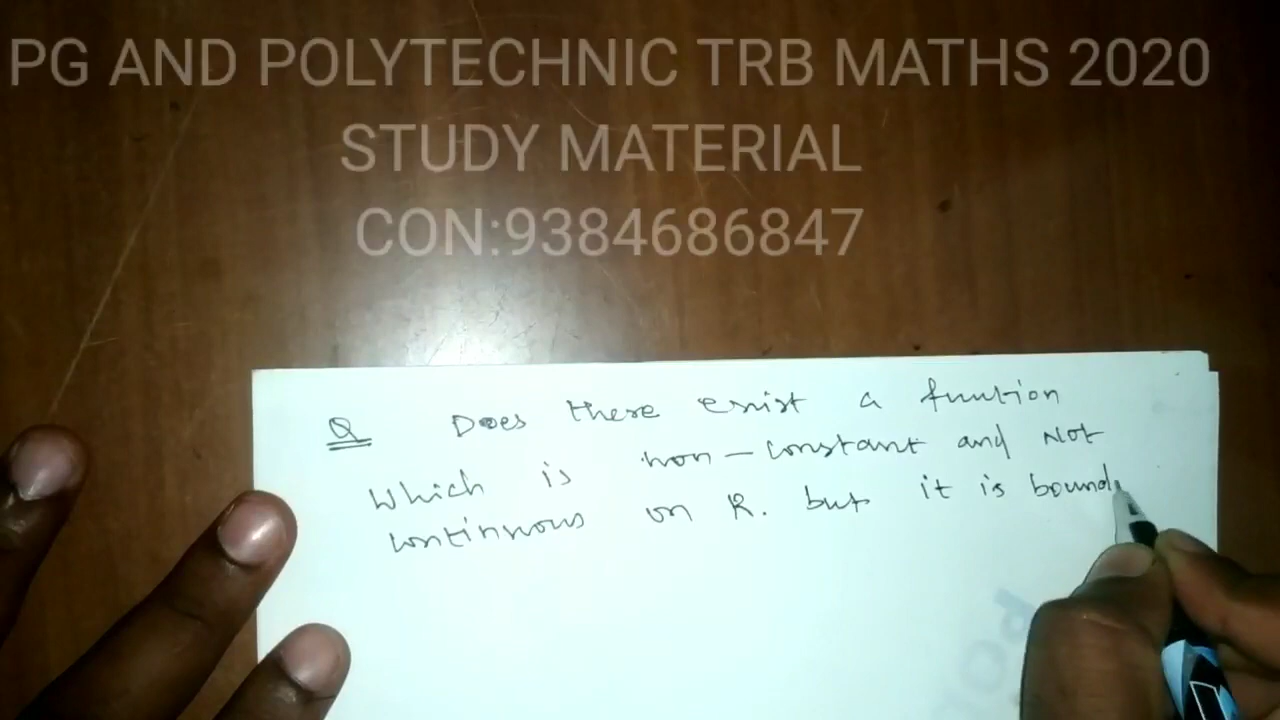 PG AND POLYTECHNIC TRB MATHS 2020
STUDY MATERIAL
CON:9384686847
Q Does there exist a function
which is non-constant and Not
continuous on R. but it is bound